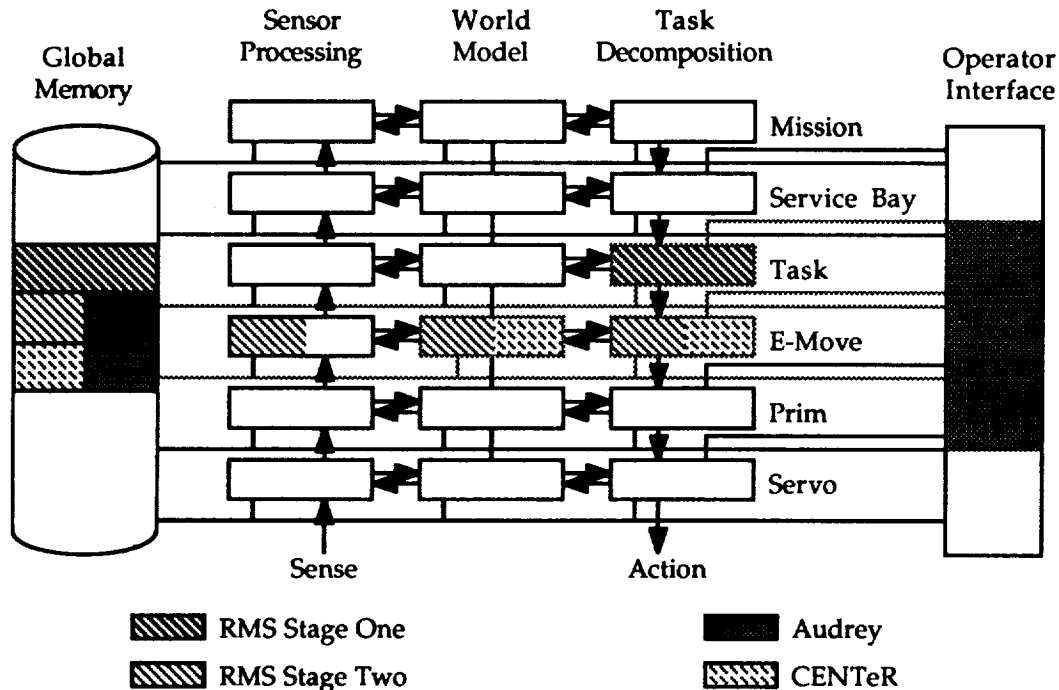 Global
Memory
Sensor
Processing
World
Model
Task
Decomposition
Operator
Interface
Mission
Service Bay
Task
E-Move
Prim
Servo
Sense
Action
RMS Stage One
RMS Stage Two
Audrey
CENTeR